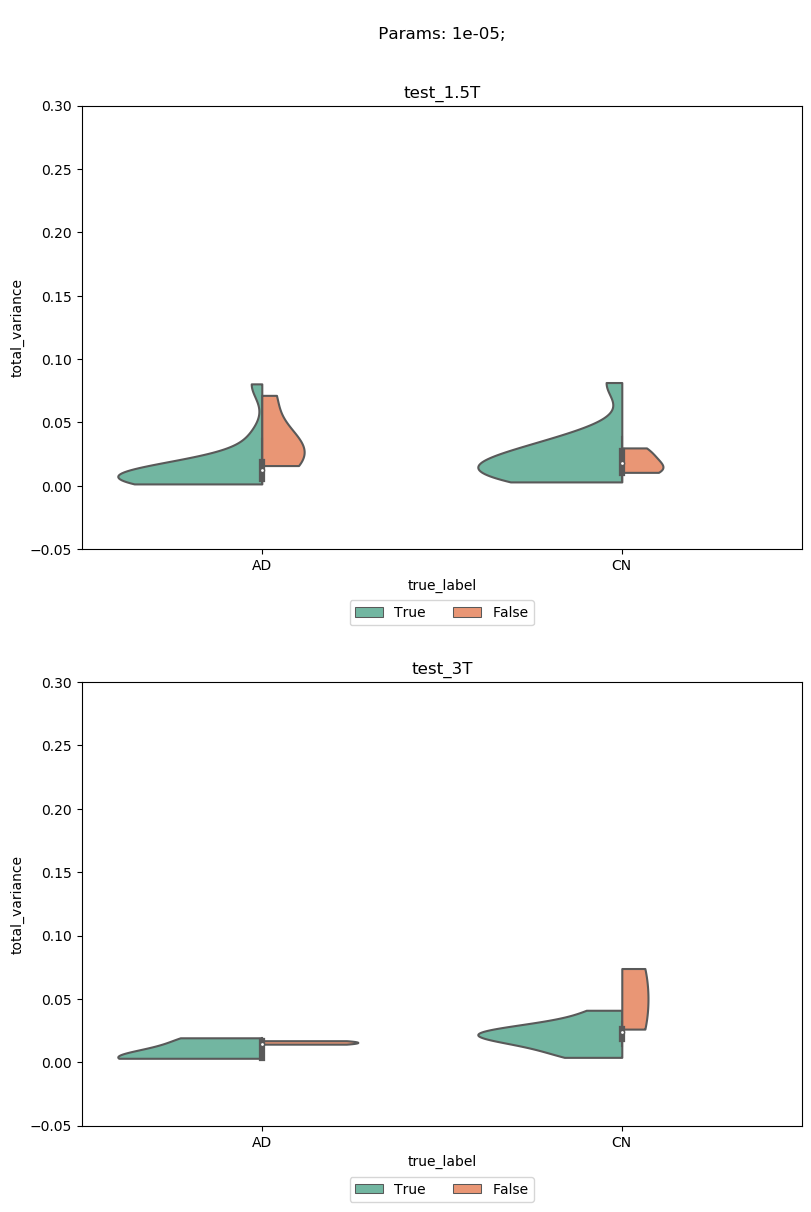 Params: 1e-05;
test_1.5T
0.30
0.25
0.20
0.15
0.10
0.05
0.00
−0.05
total_variance
AD CN
true_label
True False
test_3T
0.30
0.25
0.20
0.15
0.10
0.05
0.00
−0.05
total_variance
AD CN
true_label
True False